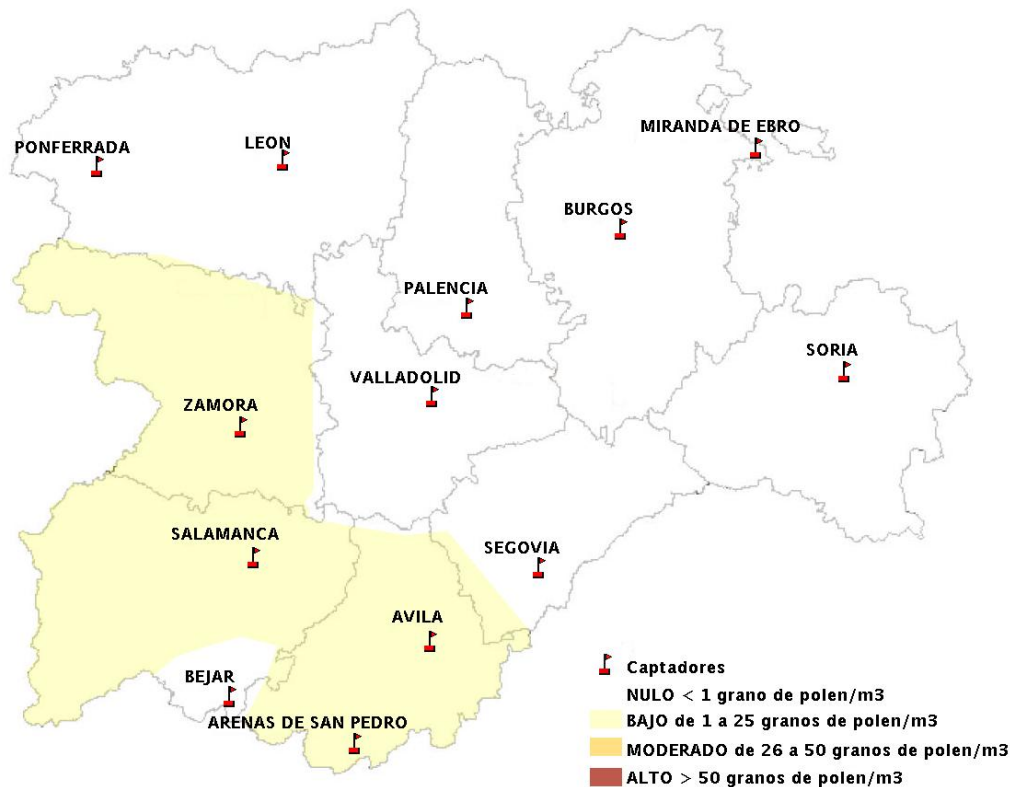 MIRANDA DE EBRO
PONFERRADA
LEON
BURGOS
PALENCIA
SORIA
VALLADOLID
ZAMORA
SALAMANCA
SEGOVIA
AVILA
BEJAR
ARENAS DE SAN PEDRO
Captadores
NULO < 1 grano de polen/m3
BAJO de 1 a 25 granos de polen/m3
MODERADO de 26 a 50 granos de polen/m3
ALTO > 50 granos de polen/m3